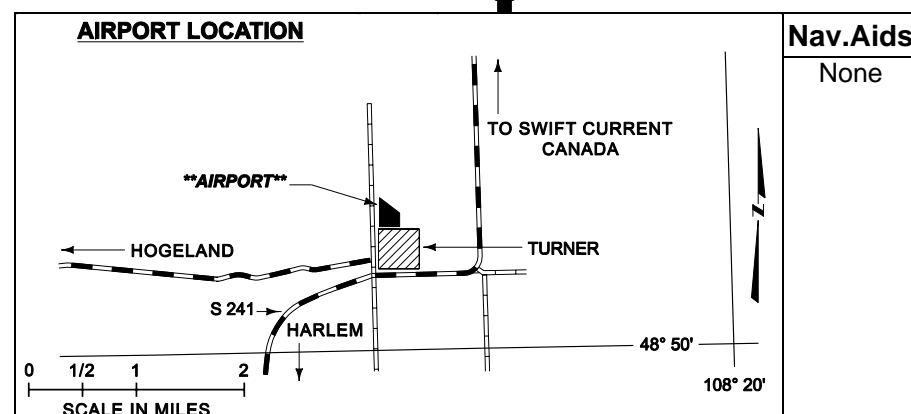 AIRPORT LOCATION
Nav.Aids
None
TO SWIFT CURRENT
CANADA
**AIRPORT**
HOGELAND
TURNER
N
S 241
HARLEM
48° 50'
108° 20'
0 1/2 1 2
SCALE IN MILES